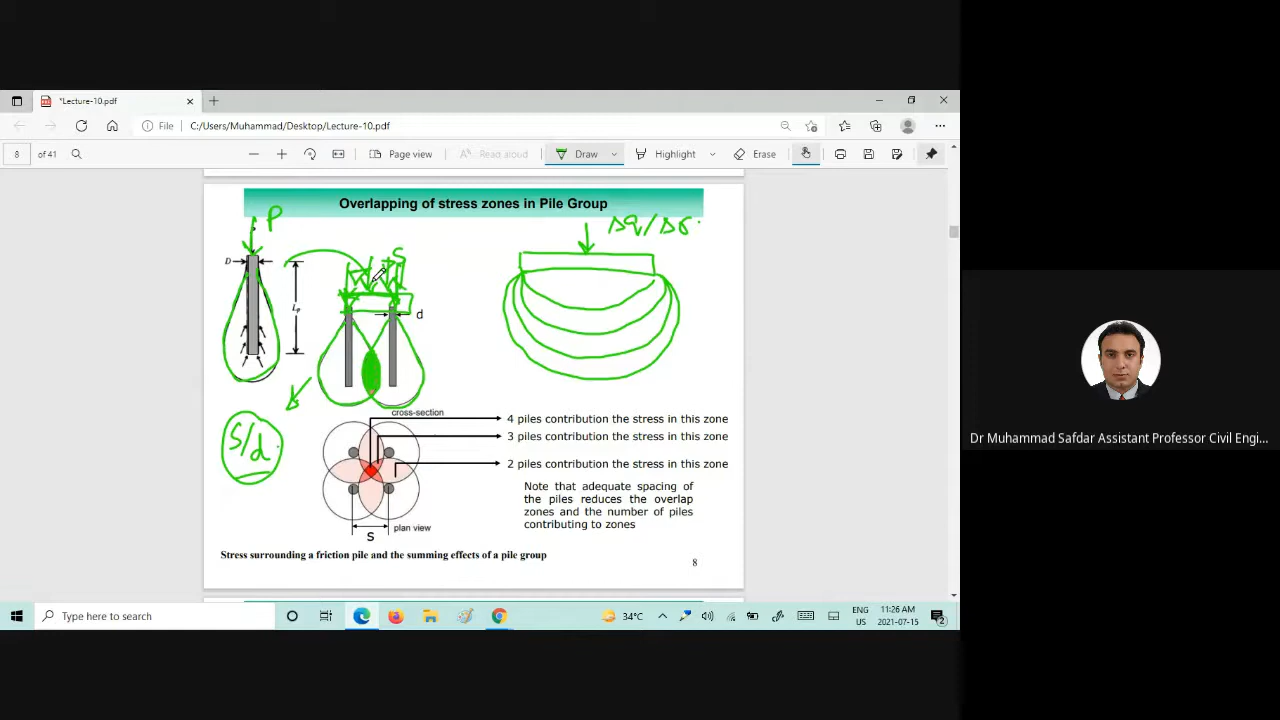 *Lecture-10.pdf
File
C:/Users/Muhammad/Desktop/Lecture-10.pdf
8
of 41
Page view
Read aloud
Draw
Highlight
Erase
Overlapping of stress zones in Pile Group
P
Δq/Δσ
D
Lp
S
d
S/d
cross-section
4 piles contribution the stress in this zone
3 piles contribution the stress in this zone
2 piles contribution the stress in this zone
Note that adequate spacing of
the piles reduces the overlap
zones and the number of piles
contributing to zones
plan view
S
Stress surrounding a friction pile and the summing effects of a pile group
8
Dr Muhammad Safdar Assistant Professor Civil Engi...
Type here to search
34°C
ENG
US
11:26 AM
2021-07-15
2